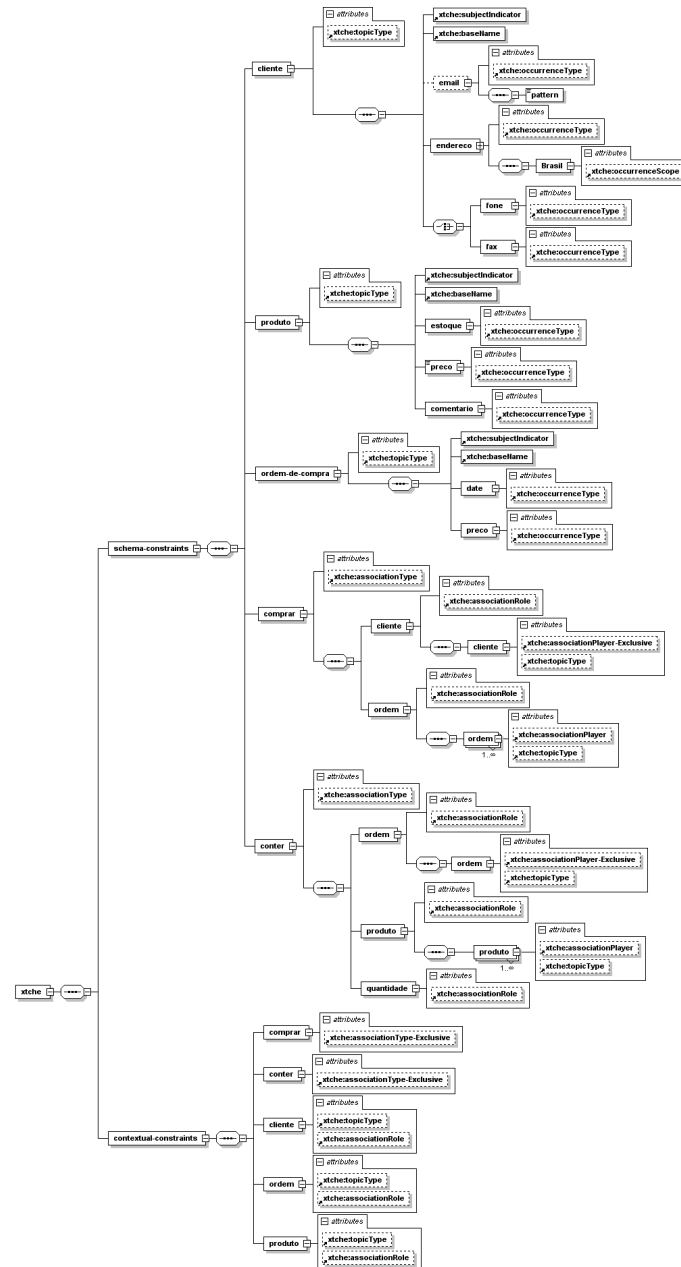 attributes
xtche:topicType
cliente
xtche:subjectIndicator
xtche:baseName
attributes
xtche:occurrenceType
email
pattern
attributes
xtche:occurrenceType
endereco
attributes
Brasil
xtche:occurrenceScope
attributes
fone
xtche:occurrenceType
attributes
fax
xtche:occurrenceType
attributes
xtche:topicType
produto
xtche:subjectIndicator
xtche:baseName
attributes
estoque
xtche:occurrenceType
attributes
preco
xtche:occurrenceType
attributes
comentario
xtche:occurrenceType
attributes
xtche:topicType
ordem-de-compra
xtche:subjectIndicator
xtche:baseName
attributes
date
xtche:occurrenceType
attributes
preco
xtche:occurrenceType
schema-constraints
attributes
xtche:associationType
comprar
attributes
xtche:associationRole
cliente
attributes
cliente
xtche:associationPlayer-Exclusive
xtche:topicType
attributes
xtche:associationRole
ordem
attributes
ordem
xtche:associationPlayer
xtche:topicType
1..∞
attributes
xtche:associationType
conter
attributes
xtche:associationRole
ordem
attributes
ordem
xtche:associationPlayer-Exclusive
xtche:topicType
attributes
xtche:associationRole
produto
attributes
produto
xtche:associationPlayer
xtche:topicType
1..∞
attributes
quantidade
xtche:associationRole
xtche
attributes
comprar
xtche:associationType-Exclusive
attributes
conter
xtche:associationType-Exclusive
contextual-constraints
attributes
cliente
xtche:topicType
xtche:associationRole
attributes
ordem
xtche:topicType
xtche:associationRole
attributes
produto
xtche:topicType
xtche:associationRole